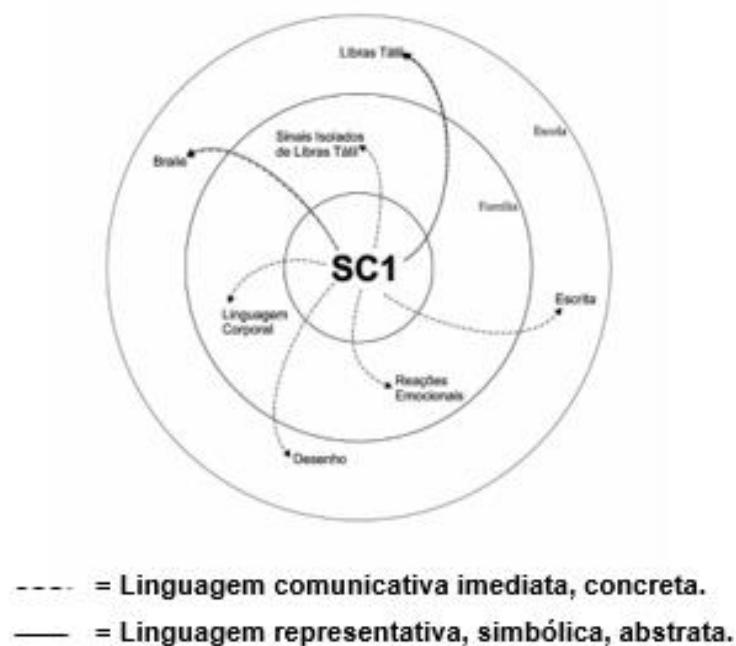 Libras Tátil
Escola
Sinais Isolados
de Libras Tátil
Braile
Família
SC1
Linguagem
Corporal
Escrita
Reações
Emocionais
Desenho
= Linguagem comunicativa imediata, concreta.
= Linguagem representativa, simbólica, abstrata.